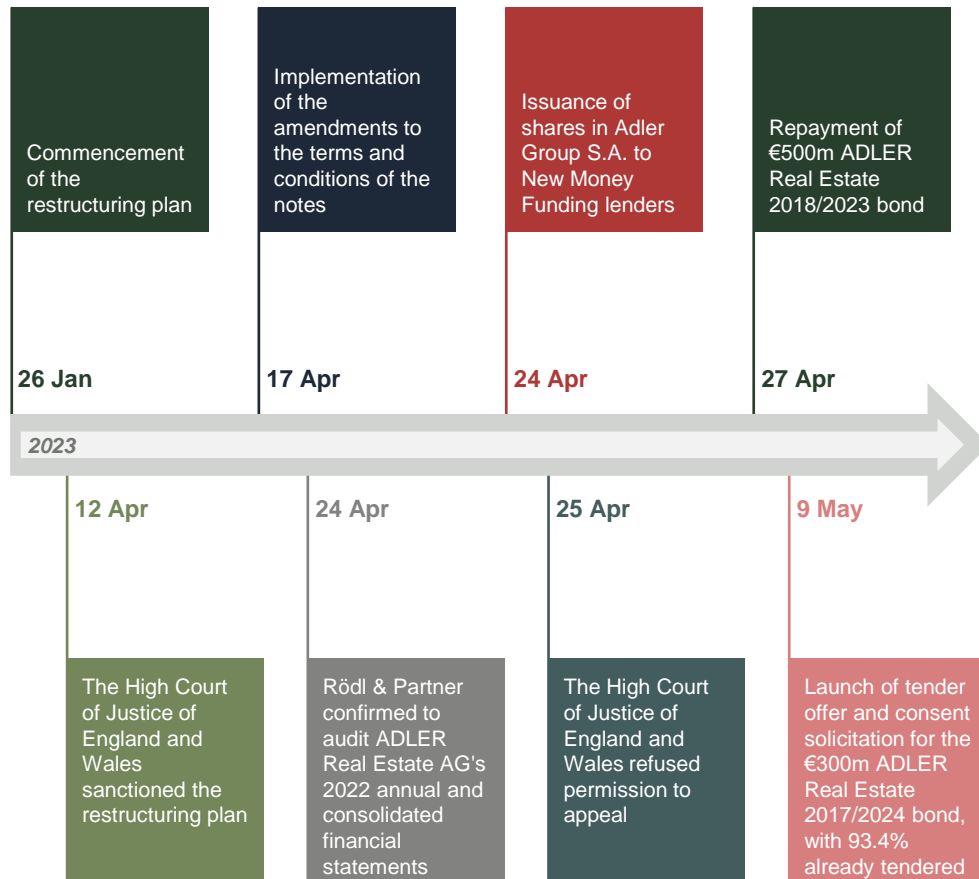 Commencement
of the
restructuring plan
Implementation
of the
amendments to
the terms and
conditions of the
notes
Issuance of
shares in Adler
Group S.A. to
New Money
Funding lenders
Repayment of
€500m ADLER
Real Estate
2018/2023 bond
26 Jan
17 Apr
24 Apr
27 Apr
2023
12 Apr
24 Apr
25 Apr
9 May
The High Court
of Justice of
England and
Wales
sanctioned the
restructuring plan
Rödl & Partner
confirmed to
audit ADLER
Real Estate AG's
2022 annual and
consolidated
financial
statements
The High Court
of Justice of
England and
Wales refused
permission to
appeal
Launch of tender
offer and consent
solicitation for the
€300m ADLER
Real Estate
2017/2024 bond,
with 93.4%
already tendered